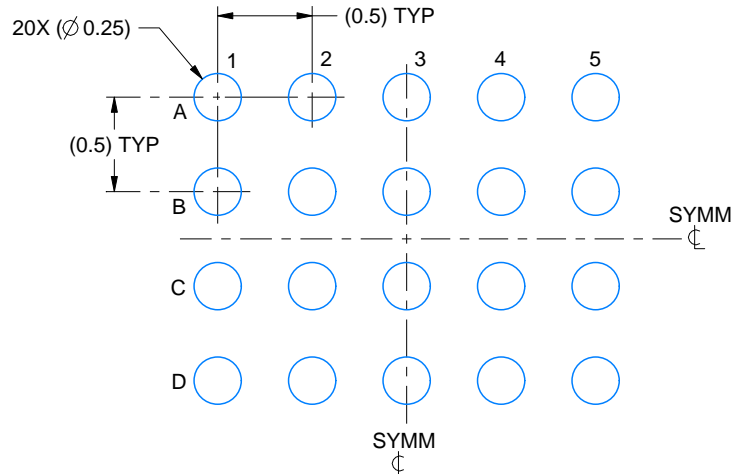 (0.5) TYP
20X (∅ 0.25)
1 2 3 4 5
A
(0.5) TYP
B
SYMM
℄
C
D
SYMM
℄